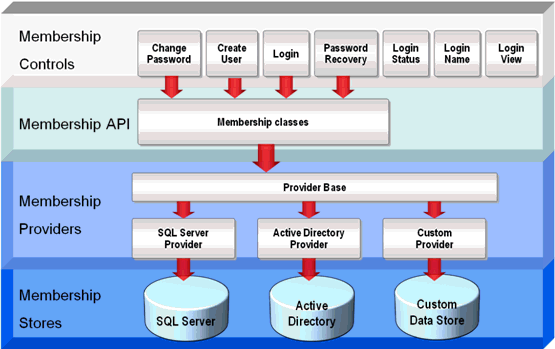 Membership
Controls
Change
Password
Create
User
Login
Password
Recovery
Login
Status
Login
Name
Login
View
Membership API
Membership classes
Membership
Providers
Provider Base
SQL Server
Provider
Active Directory
Provider
Custom
Provider
Membership
Stores
SQL Server
Active
Directory
Custom
Data Store